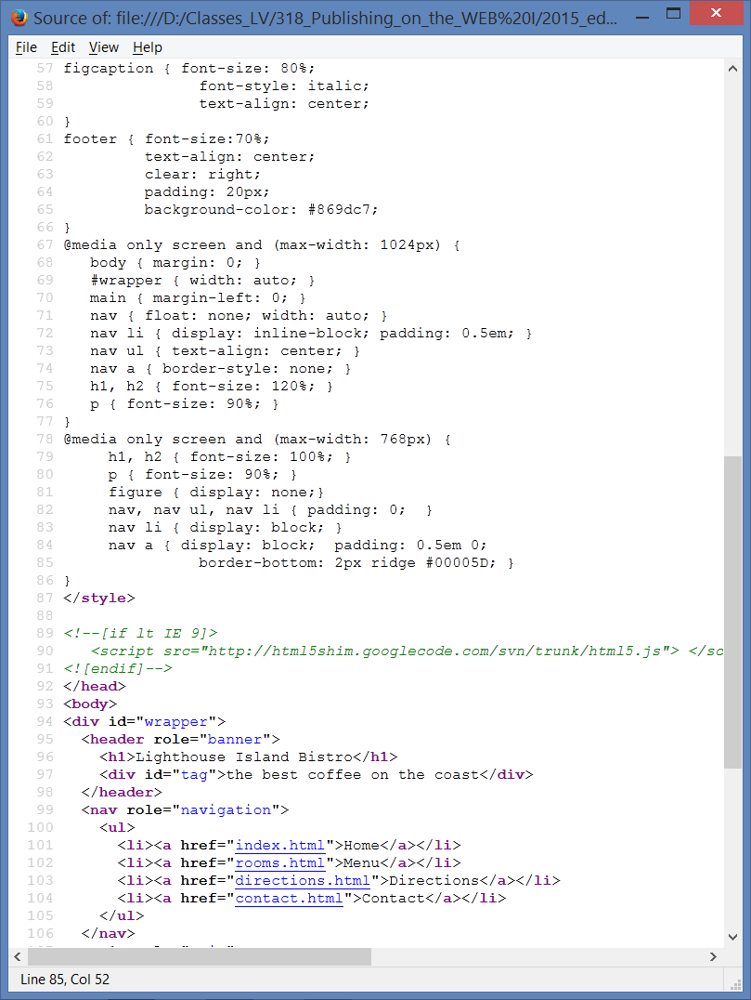 Source of: file:///D:/Classes_LV/318_Publishing_on_the_WEB%20I/2015_ed...
File Edit View Help
57 figcaption { font-size: 80%;
58 font-style: italic;
59 text-align: center;
60 }
61 footer { font-size:70%;
62 text-align: center;
63 clear: right;
64 padding: 20px;
65 background-color: #869dc7;
66 }
67 @media only screen and (max-width: 1024px) {
68 body { margin: 0; }
69 #wrapper { width: auto; }
70 main { margin-left: 0; }
71 nav { float: none; width: auto; }
72 nav li { display: inline-block; padding: 0.5em; }
73 nav ul { text-align: center; }
74 nav a { border-style: none; }
75 h1, h2 { font-size: 120%; }
76 p { font-size: 90%; }
77 }
78 @media only screen and (max-width: 768px) {
79 h1, h2 { font-size: 100%; }
80 p { font-size: 90%; }
81 figure { display: none;}
82 nav, nav ul, nav li { padding: 0;  }
83 nav li { display: block; }
84 nav a { display: block;  padding: 0.5em 0;
85 border-bottom: 2px ridge #00005D; }
86 }
87 </style>
88
89 <!--[if lt IE 9]>
90 <script src="http://html5shim.googlecode.com/svn/trunk/html5.js"> </sc
91 <![endif]-->
92 </head>
93 <body>
94 <div id="wrapper">
95 <header role="banner">
96 <h1>Lighthouse Island Bistro</h1>
97 <div id="tag">the best coffee on the coast</div>
98 </header>
99 <nav role="navigation">
100 <ul>
101 <li><a href="index.html">Home</a></li>
102 <li><a href="rooms.html">Menu</a></li>
103 <li><a href="directions.html">Directions</a></li>
104 <li><a href="contact.html">Contact</a></li>
105 </ul>
106 </nav>
Line 85, Col 52